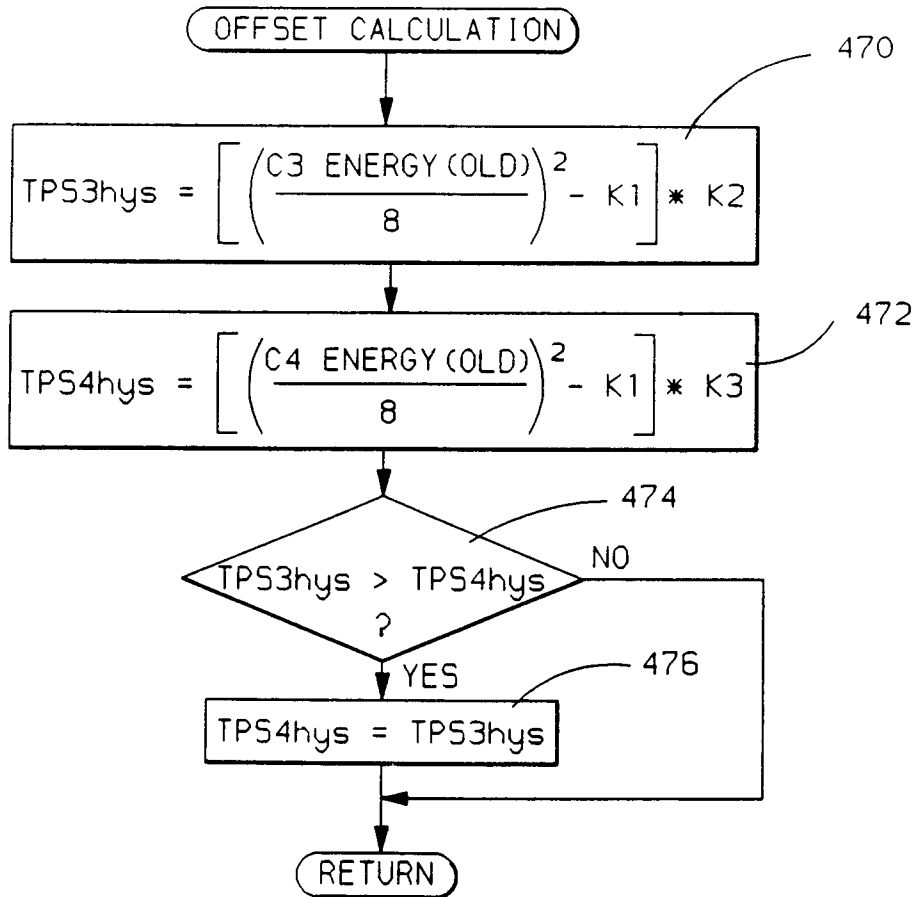 OFFSET CALCULATION
470
TPS3hys = [ ( C3 ENERGY(OLD) / 8 )² - K1 ] * K2
472
TPS4hys = [ ( C4 ENERGY(OLD) / 8 )² - K1 ] * K3
474
TPS3hys > TPS4hys
?
NO
YES
476
TPS4hys = TPS3hys
RETURN